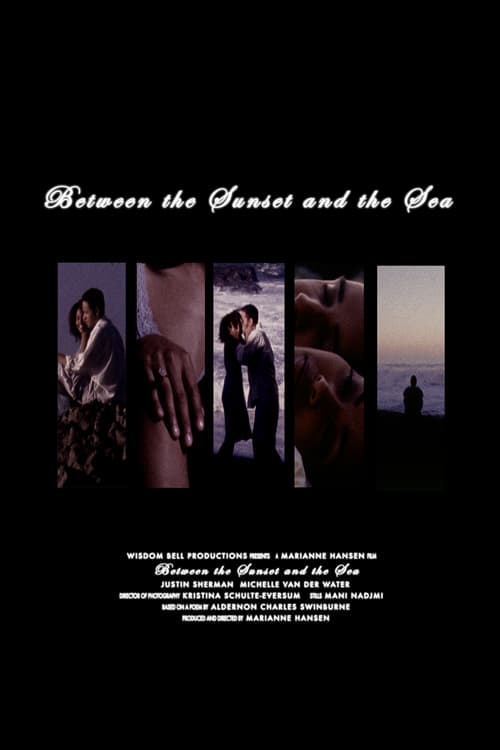 Between the Sunset and the Sea
WISDOM BELL PRODUCTIONS PRESENTS A MARIANNE HANSEN FILM
Between the Sunset and the Sea
JUSTIN SHERMAN MICHELLE VAN DER WATER
DIRECTOR OF PHOTOGRAPHY KRISTINA SCHULTE-EVERSUM STILLS MANI NADJMI
BASED ON A POEM BY ALDERNON CHARLES SWINBURNE
PRODUCED AND DIRECTED BY MARIANNE HANSEN